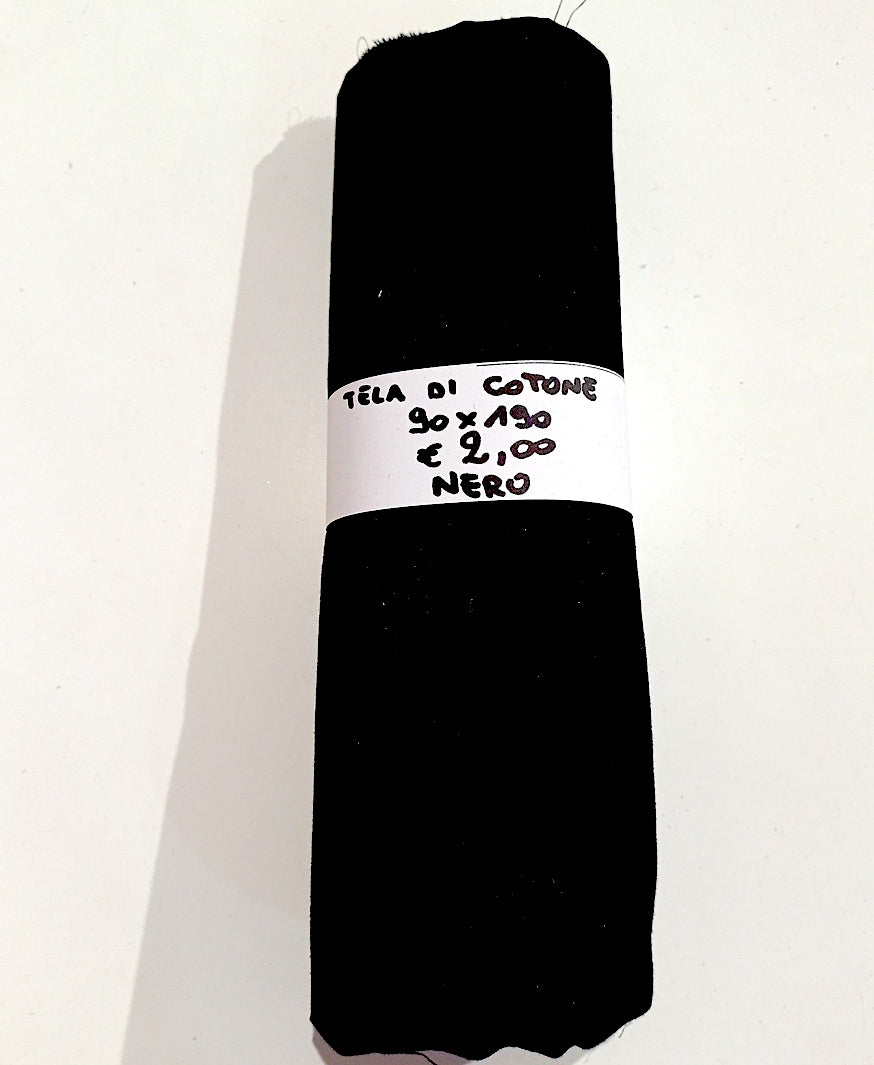 TELA DI COTONE
90 x 190
€ 2,00
NERO